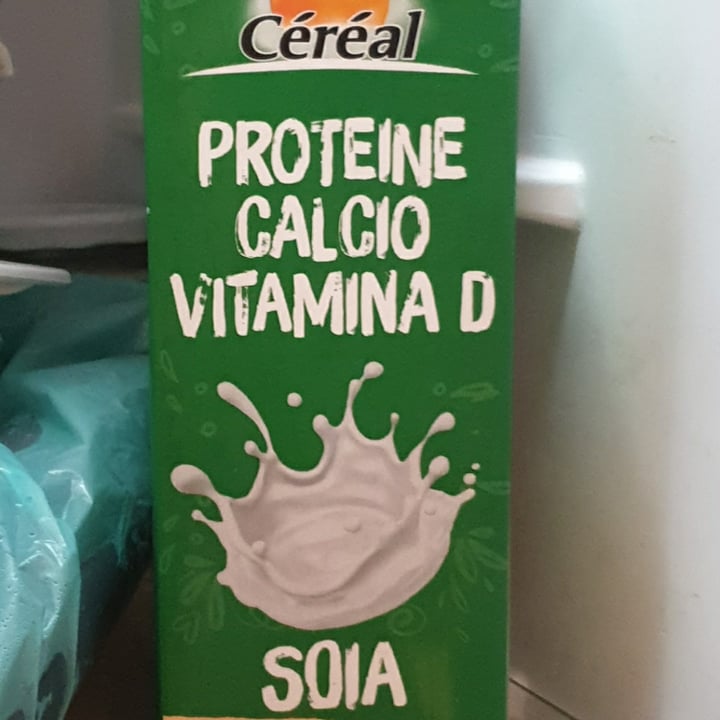 Céréal
PROTEINE
CALCIO
VITAMINA D
SOIA